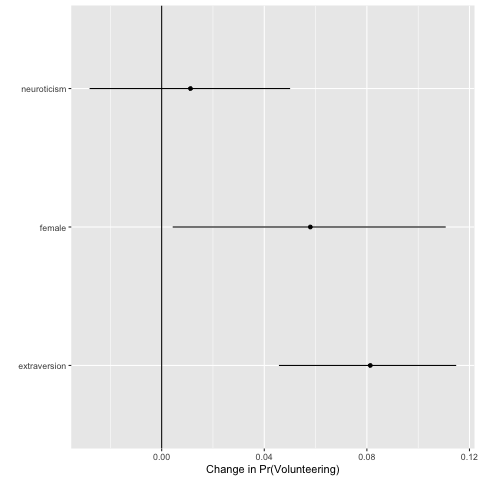 neuroticism
female
extraversion
0.00
0.04
0.08
0.12
Change in Pr(Volunteering)